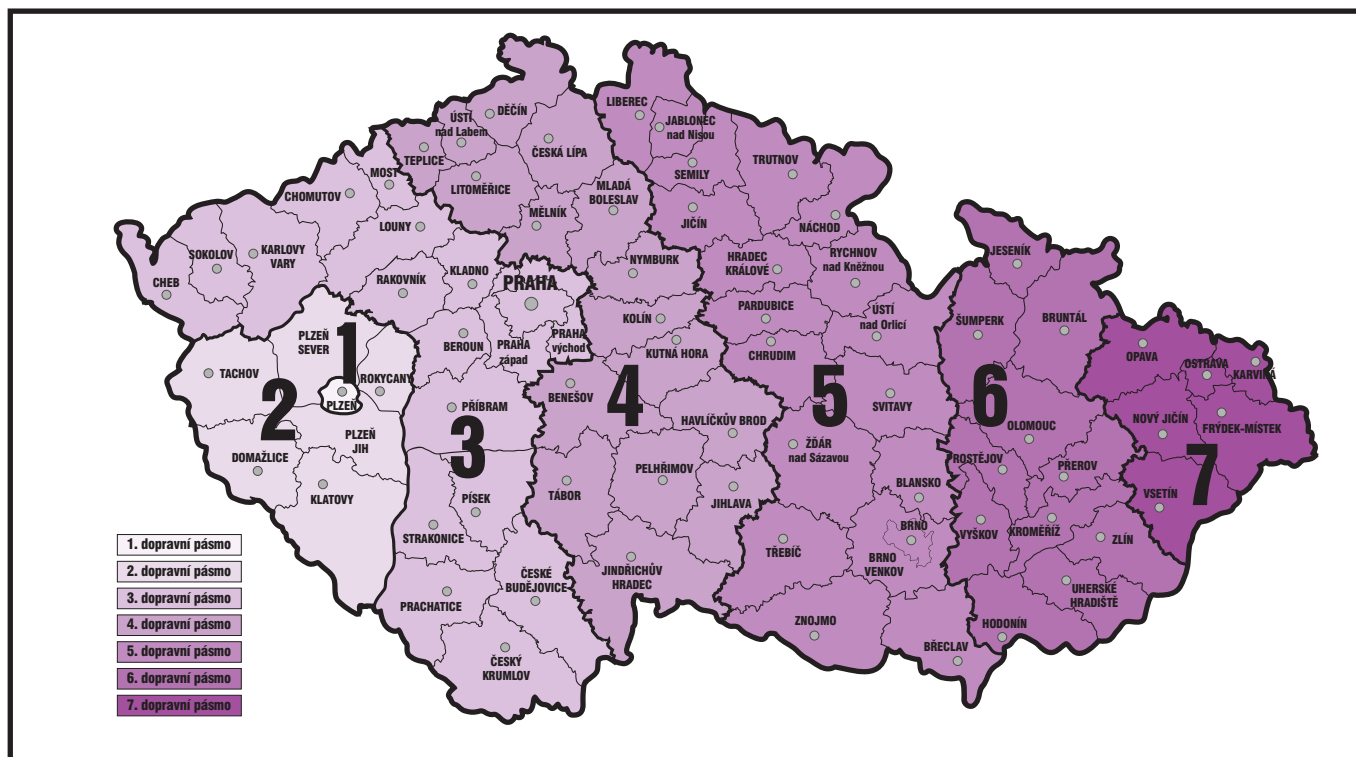 LIBEREC
JABLONEC
nad Nisou
DĚČÍN
ÚSTÍ
nad Labem
ČESKÁ LÍPA
TEPLICE
TRUTNOV
SEMILY
MOST
LITOMĚŘICE
MLADÁ
BOLESLAV
CHOMUTOV
JIČÍN
MĚLNÍK
LOUNY
NÁCHOD
SOKOLOV
KARLOVY
VARY
HRADEC
KRÁLOVÉ
RYCHNOV
nad Kněžnou
JESENÍK
NYMBURK
KLADNO
CHEB
RAKOVNÍK
PRAHA
PARDUBICE
KOLÍN
ÚSTÍ
nad Orlicí
ŠUMPERK
BRUNTÁL
PLZEŇ
SEVER
1
BEROUN
PRAHA
západ
PRAHA
východ
KUTNÁ HORA
CHRUDIM
OPAVA
OSTRAVA
KARVINÁ
TACHOV
ROKYCANY
PLZEŇ
2
BENEŠOV
4
5
6
SVITAVY
PŘÍBRAM
HAVLÍČKŮV BROD
NOVÝ JIČÍN
FRÝDEK-MÍSTEK
OLOMOUC
PLZEŇ
JIH
3
ŽĎÁR
nad Sázavou
DOMAŽLICE
PROSTĚJOV
PŘEROV
7
PELHŘIMOV
TÁBOR
BLANSKO
VSETÍN
KLATOVY
PÍSEK
JIHLAVA
STRAKONICE
BRNO
VYŠKOV
KROMĚŘÍŽ
ZLÍN
TŘEBÍČ
BRNO
VENKOV
JINDŘICHŮV
HRADEC
ČESKÉ
BUDĚJOVICE
UHERSKÉ
HRADIŠTĚ
PRACHATICE
ZNOJMO
HODONÍN
BŘECLAV
ČESKÝ
KRUMLOV
1. dopravní pásmo
2. dopravní pásmo
3. dopravní pásmo
4. dopravní pásmo
5. dopravní pásmo
6. dopravní pásmo
7. dopravní pásmo